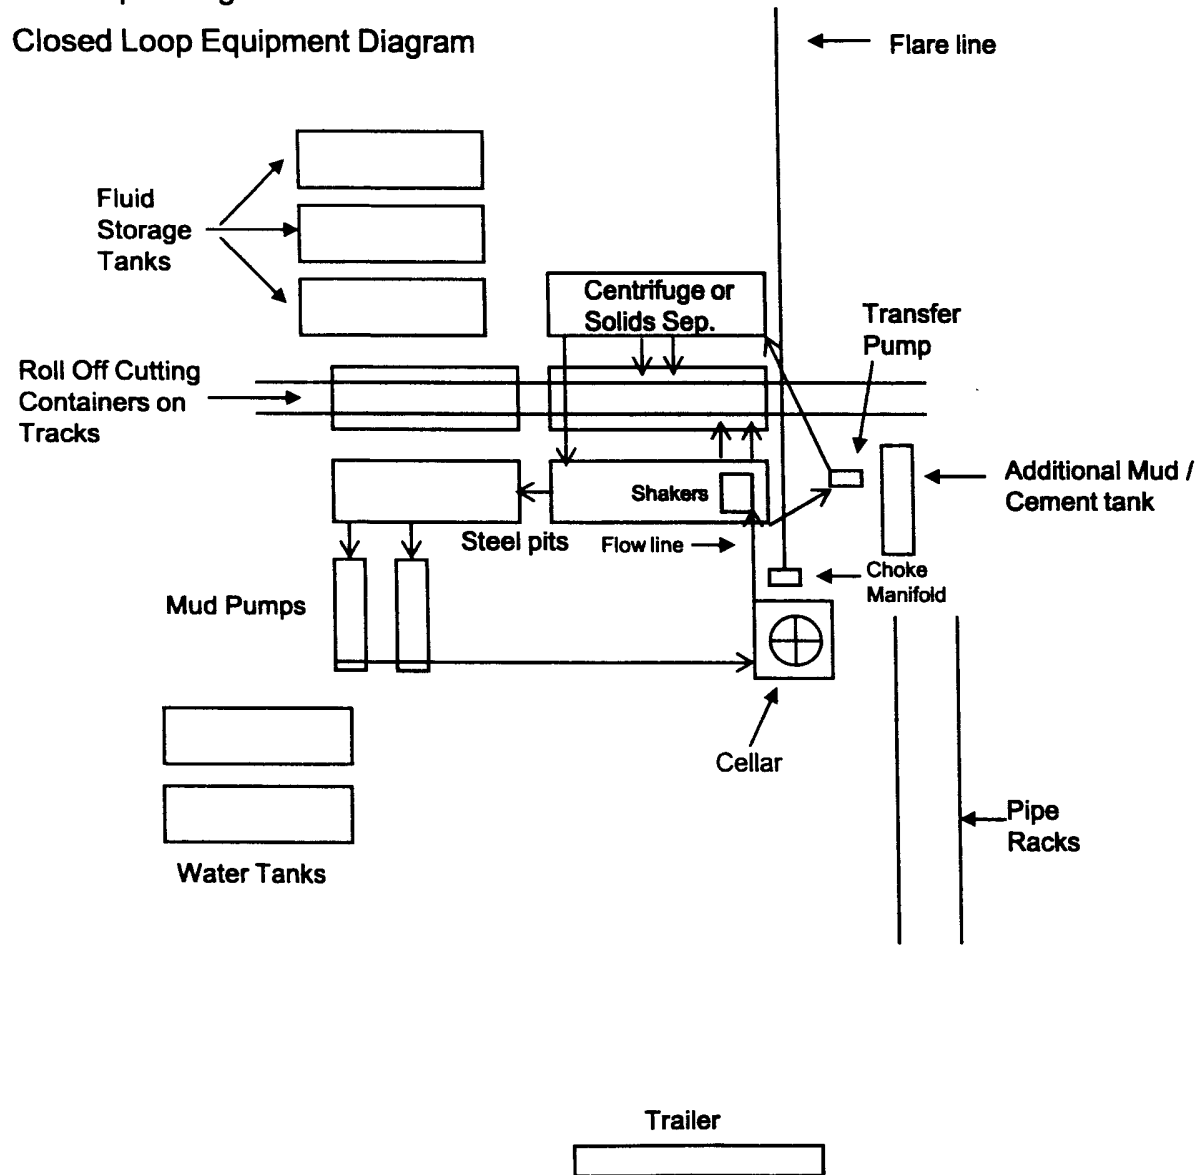 Closed Loop Equipment Diagram
Flare line
Fluid
Storage
Tanks
Centrifuge or
Solids Sep.
Transfer
Pump
Roll Off Cutting
Containers on
Tracks
Additional Mud /
Cement tank
Shakers
Steel pits
Flow line
Choke
Manifold
Mud Pumps
Cellar
Pipe
Racks
Water Tanks
Trailer